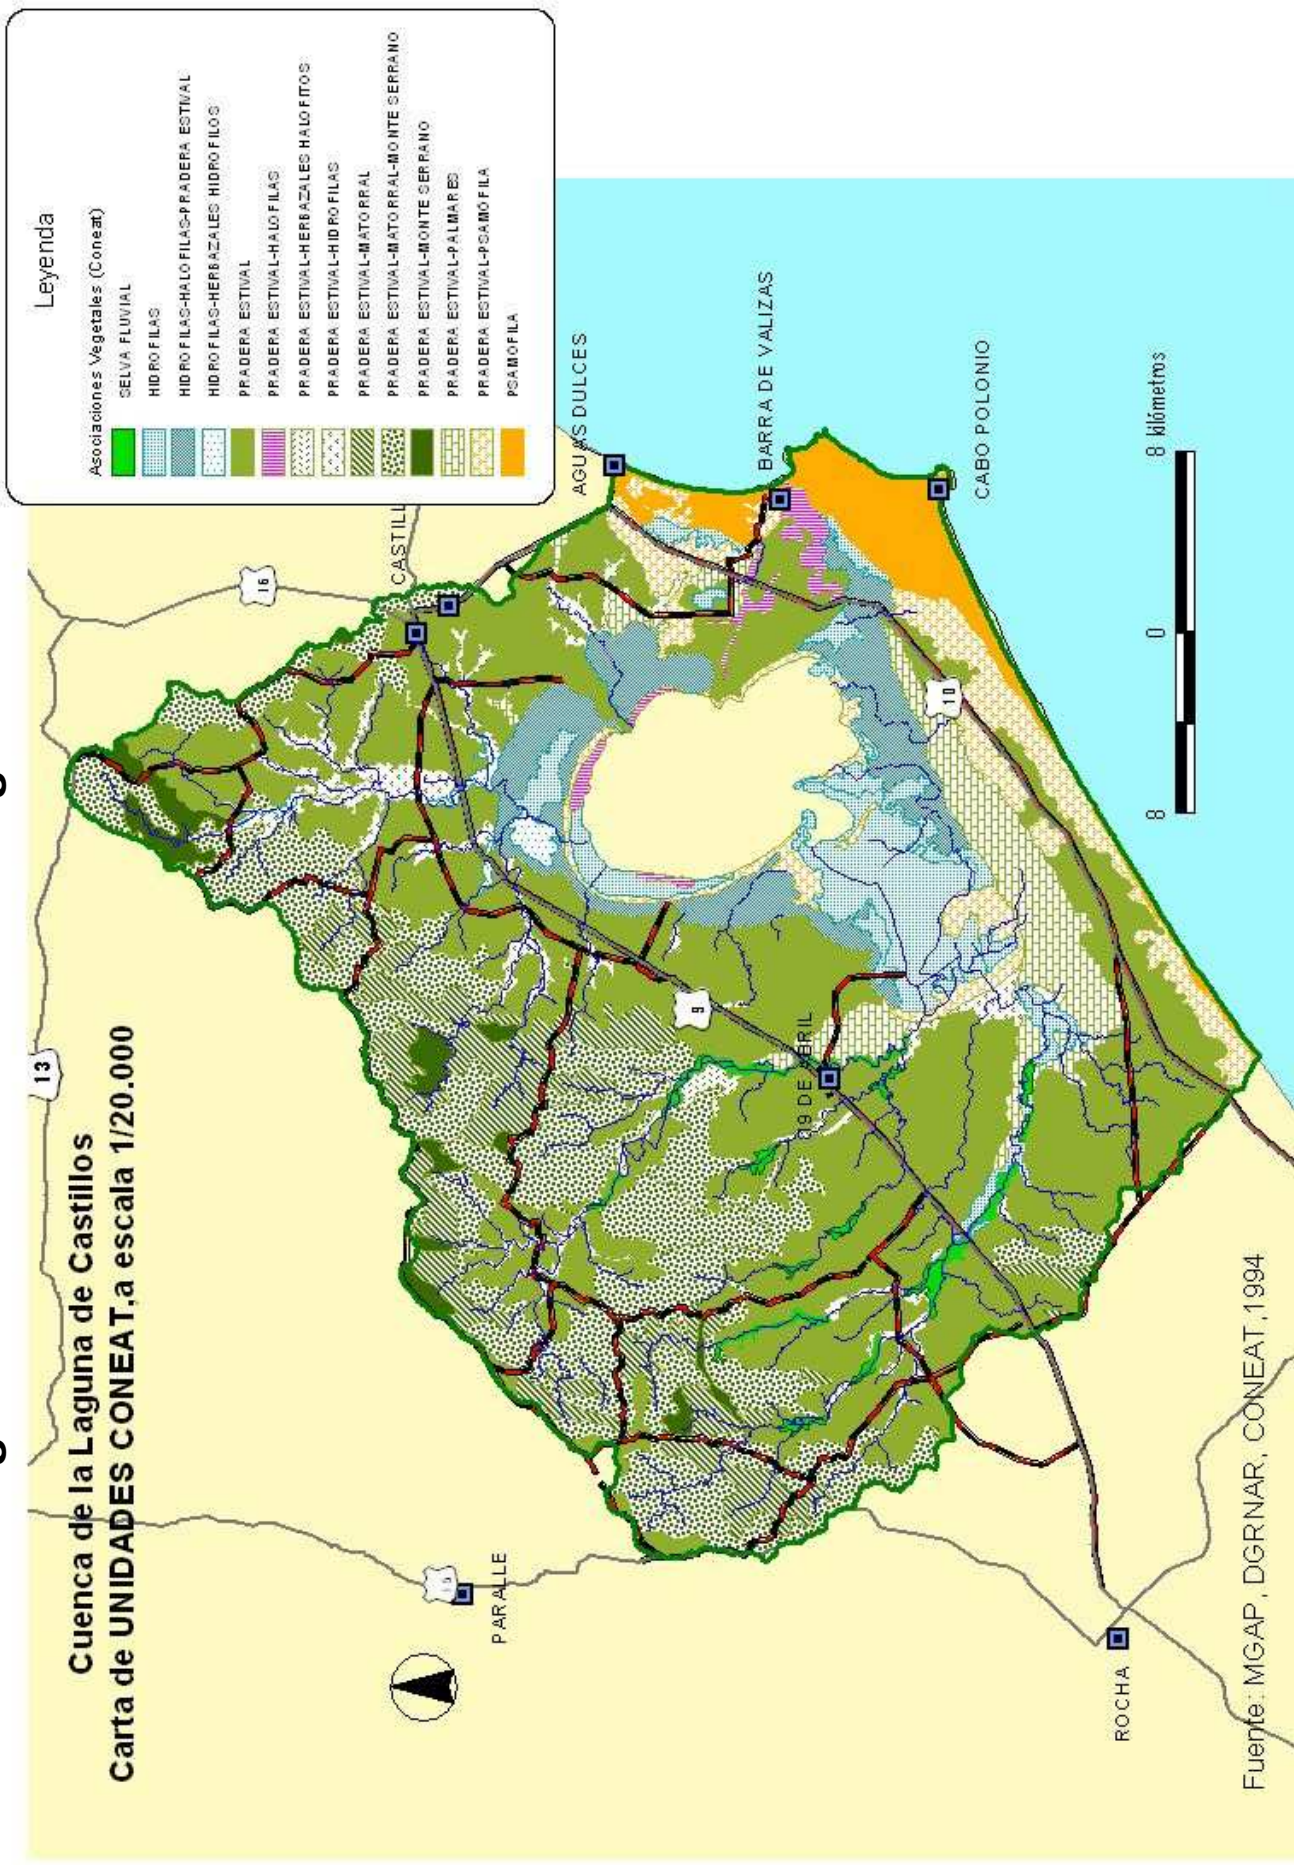 Cuenca de la Laguna de Castillos
Carta de UNIDADES CONEAT,a escala 1/20.000
Leyenda
Asociaciones Vegetales (Coneat)
SELVA FLUVIAL
HIDROFILAS
HIDROFILAS-HALOFILAS-PRADERA ESTIVAL
HIDROFILAS-HERBAZALES HIDROFILOS
PRADERA ESTIVAL
PRADERA ESTIVAL-HALOFILAS
PRADERA ESTIVAL-HERBAZALES HALOFITOS
PRADERA ESTIVAL-HIDROFILAS
PRADERA ESTIVAL-MATORRAL
PRADERA ESTIVAL-MATORRAL-MONTE SERRANO
PRADERA ESTIVAL-MONTE SERRANO
PRADERA ESTIVAL-PALMARES
PRADERA ESTIVAL-PSAMOFILA
PSAMOFILA
13
16
15
PARALLE
CASTILL
AGUAS DULCES
9
19 DE ABRIL
BARRA DE VALIZAS
10
CABO POLONIO
ROCHA
8 0 8 kilómetros
Fuente: MGAP, DGRNAR, CONEAT,1994